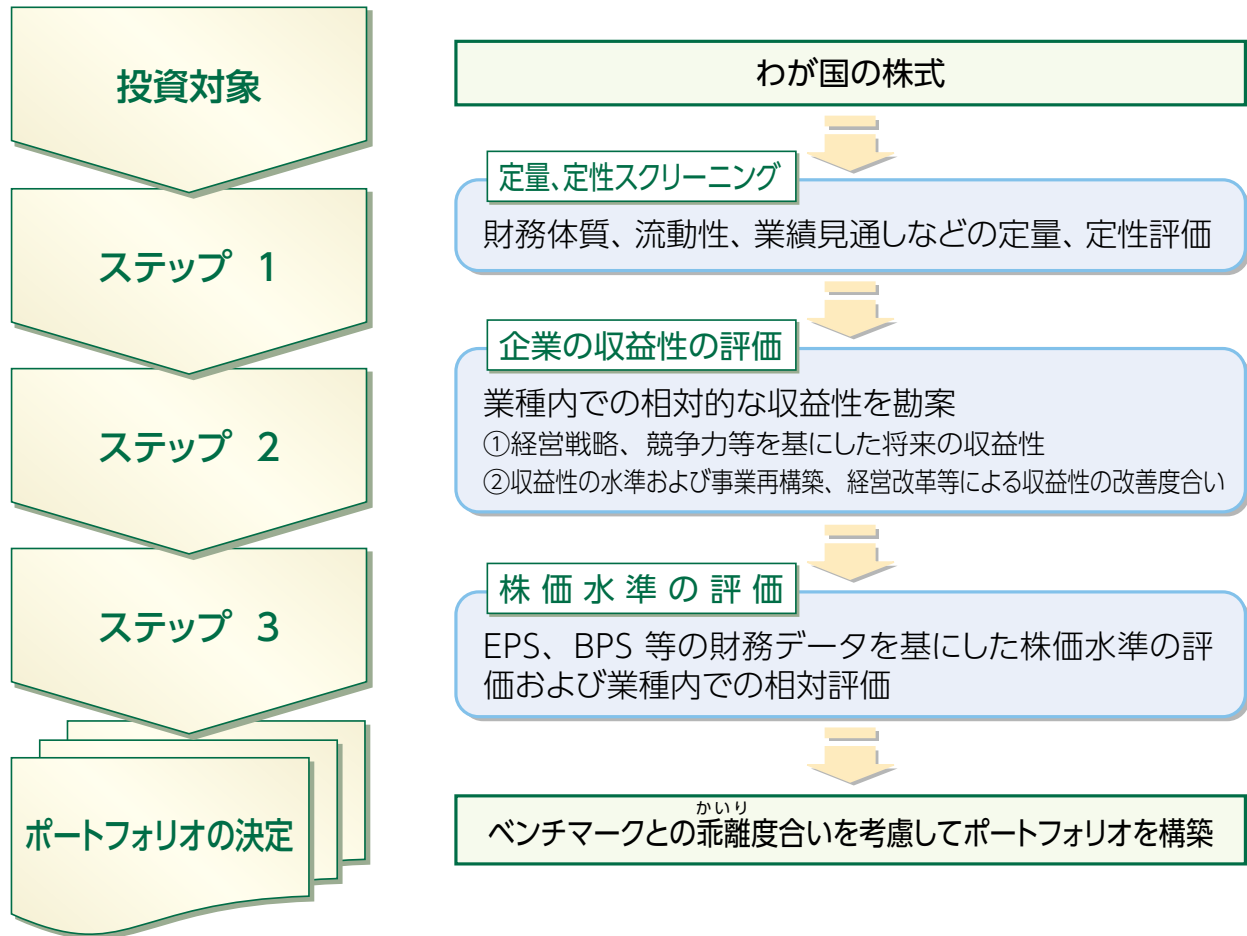 投資対象
わが国の株式
ステップ 1
定量、定性スクリーニング
財務体質、流動性、業績見通しなどの定量、定性評価
ステップ 2
企業の収益性の評価
業種内での相対的な収益性を勘案
①経営戦略、競争力等を基にした将来の収益性
②収益性の水準および事業再構築、経営改革等による収益性の改善度合い
ステップ 3
株価水準の評価
EPS、BPS 等の財務データを基にした株価水準の評
価および業種内での相対評価
ポートフォリオの決定
かいり
ベンチマークとの乖離度合いを考慮してポートフォリオを構築